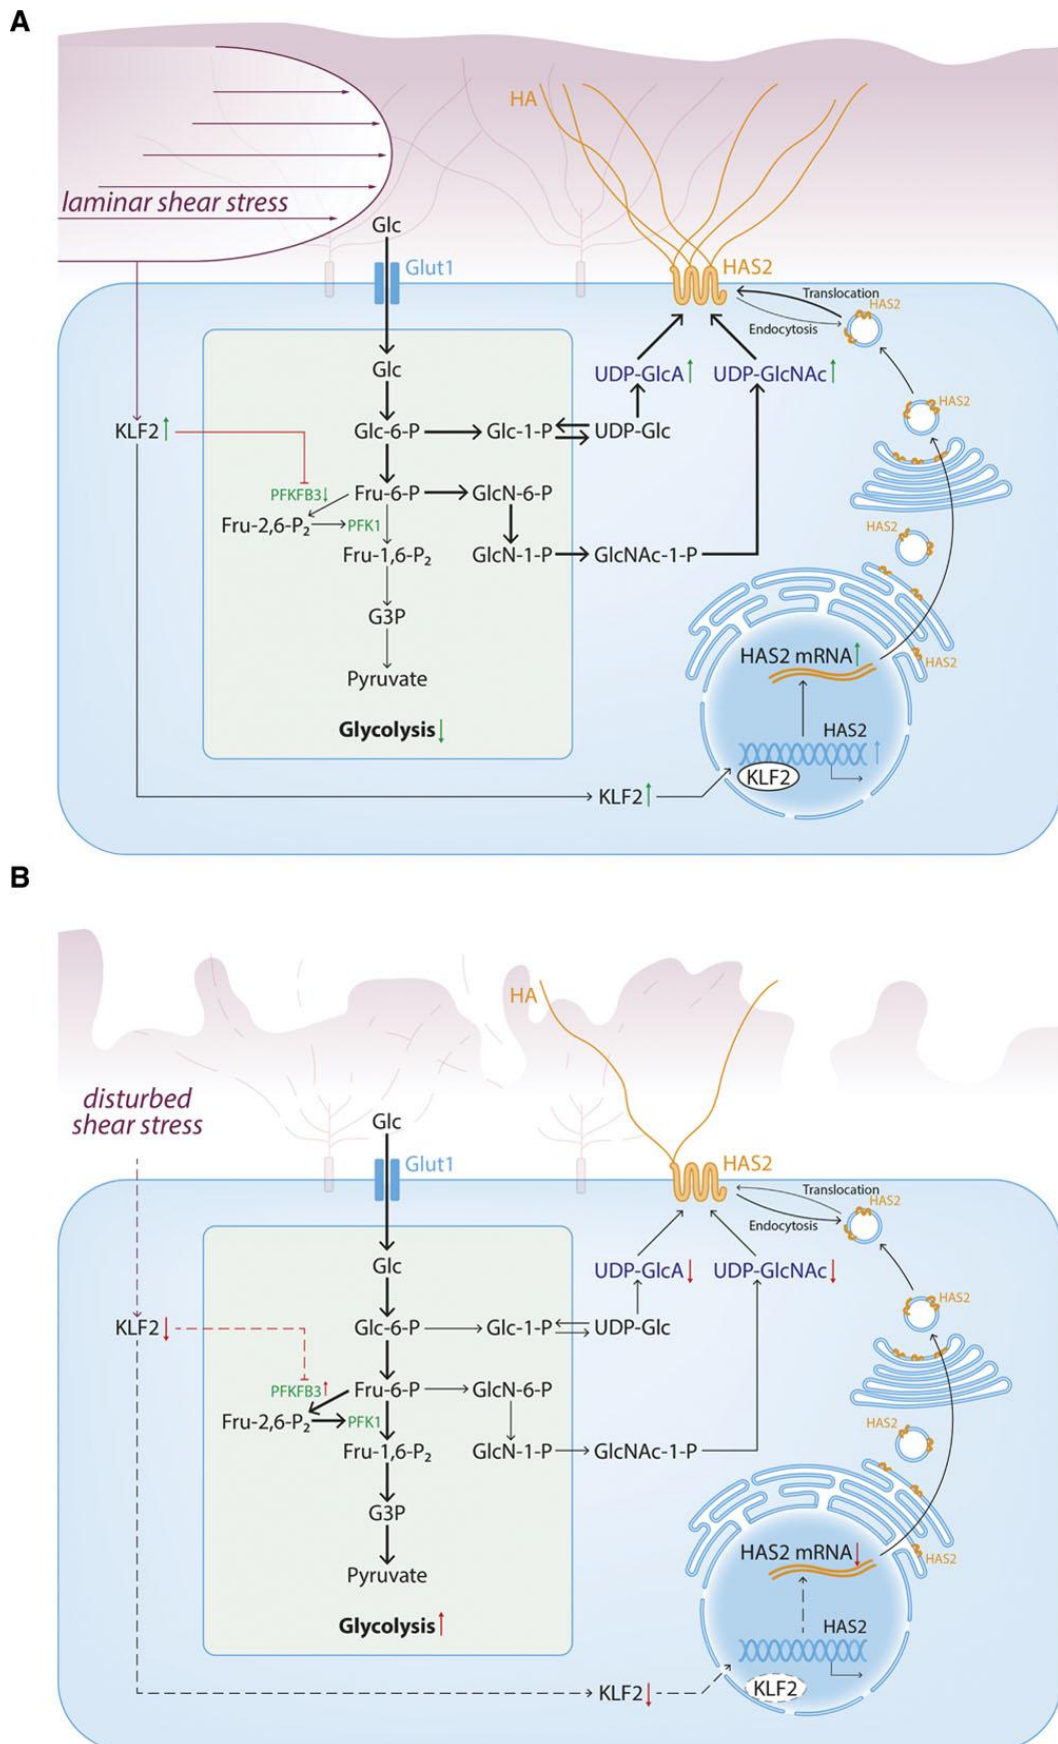 A
HA
laminar shear stress
Glc
Glut1
HAS2
Translocation
HAS2
Endocytosis
Glc
UDP-GlcA↑ UDP-GlcNAc↑
HAS2
KLF2↑
Glc-6-P
Glc-1-P
UDP-Glc
PFKFB3↓
Fru-6-P
GlcN-6-P
Fru-2,6-P₂
PFK1
HAS2
Fru-1,6-P₂
GlcN-1-P
GlcNAc-1-P
G3P
HAS2 mRNA↑
HAS2
Pyruvate
Glycolysis↓
HAS2↑
KLF2
KLF2↑
B
HA
disturbed
shear stress
Glc
Glut1
HAS2
Translocation
HAS2
Endocytosis
Glc
UDP-GlcA↓ UDP-GlcNAc↓
HAS2
KLF2↓
Glc-6-P
Glc-1-P
UDP-Glc
PFKFB3↑
Fru-6-P
GlcN-6-P
Fru-2,6-P₂
PFK1
HAS2
Fru-1,6-P₂
GlcN-1-P
GlcNAc-1-P
G3P
HAS2 mRNA↓
HAS2
Pyruvate
Glycolysis↑
HAS2
KLF2
KLF2↓